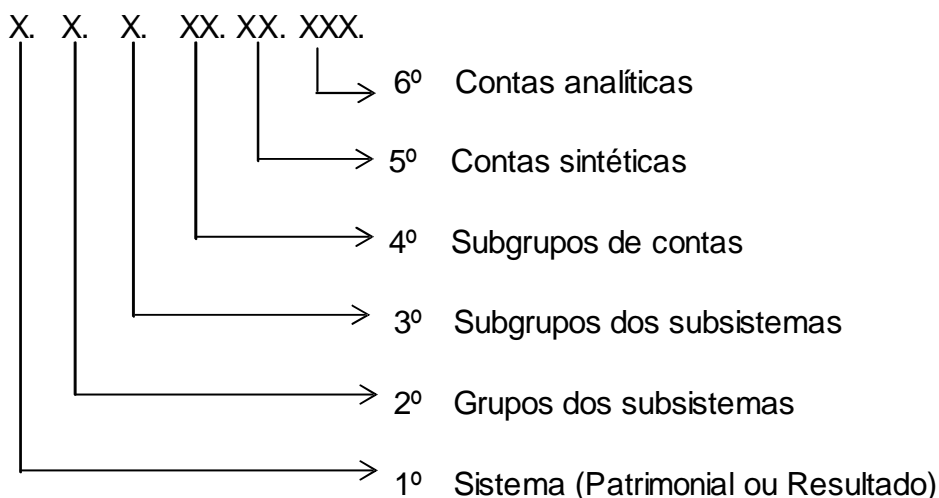 X. X. X. XX. XX. XXX.
6º Contas analíticas
5º Contas sintéticas
4º Subgrupos de contas
3º Subgrupos dos subsistemas
2º Grupos dos subsistemas
1º Sistema (Patrimonial ou Resultado)